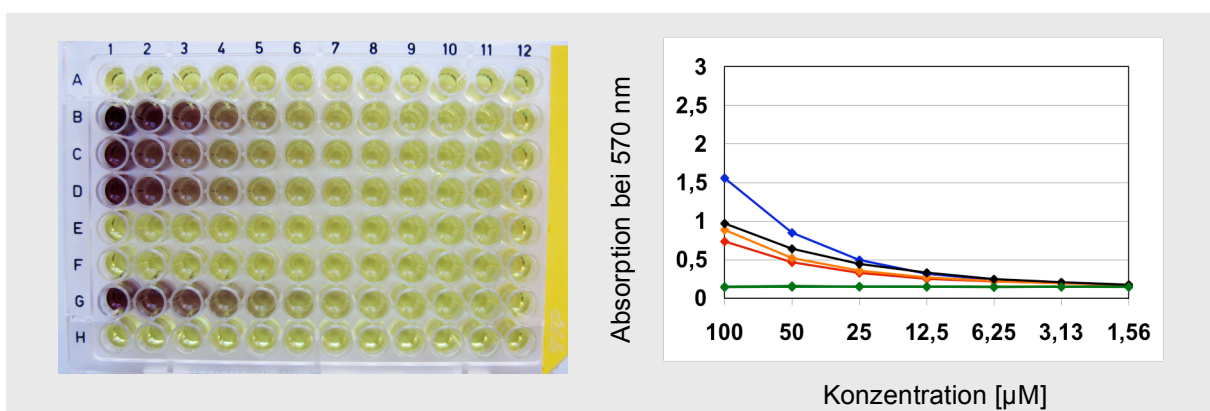 1 2 3 4 5 6 7 8 9 10 11 12
A
B
C
D
E
F
G
H
Absorption bei 570 nm
3
2,5
2
1,5
1
0,5
0
100 50 25 12,5 6,25 3,13 1,56
Konzentration [µM]